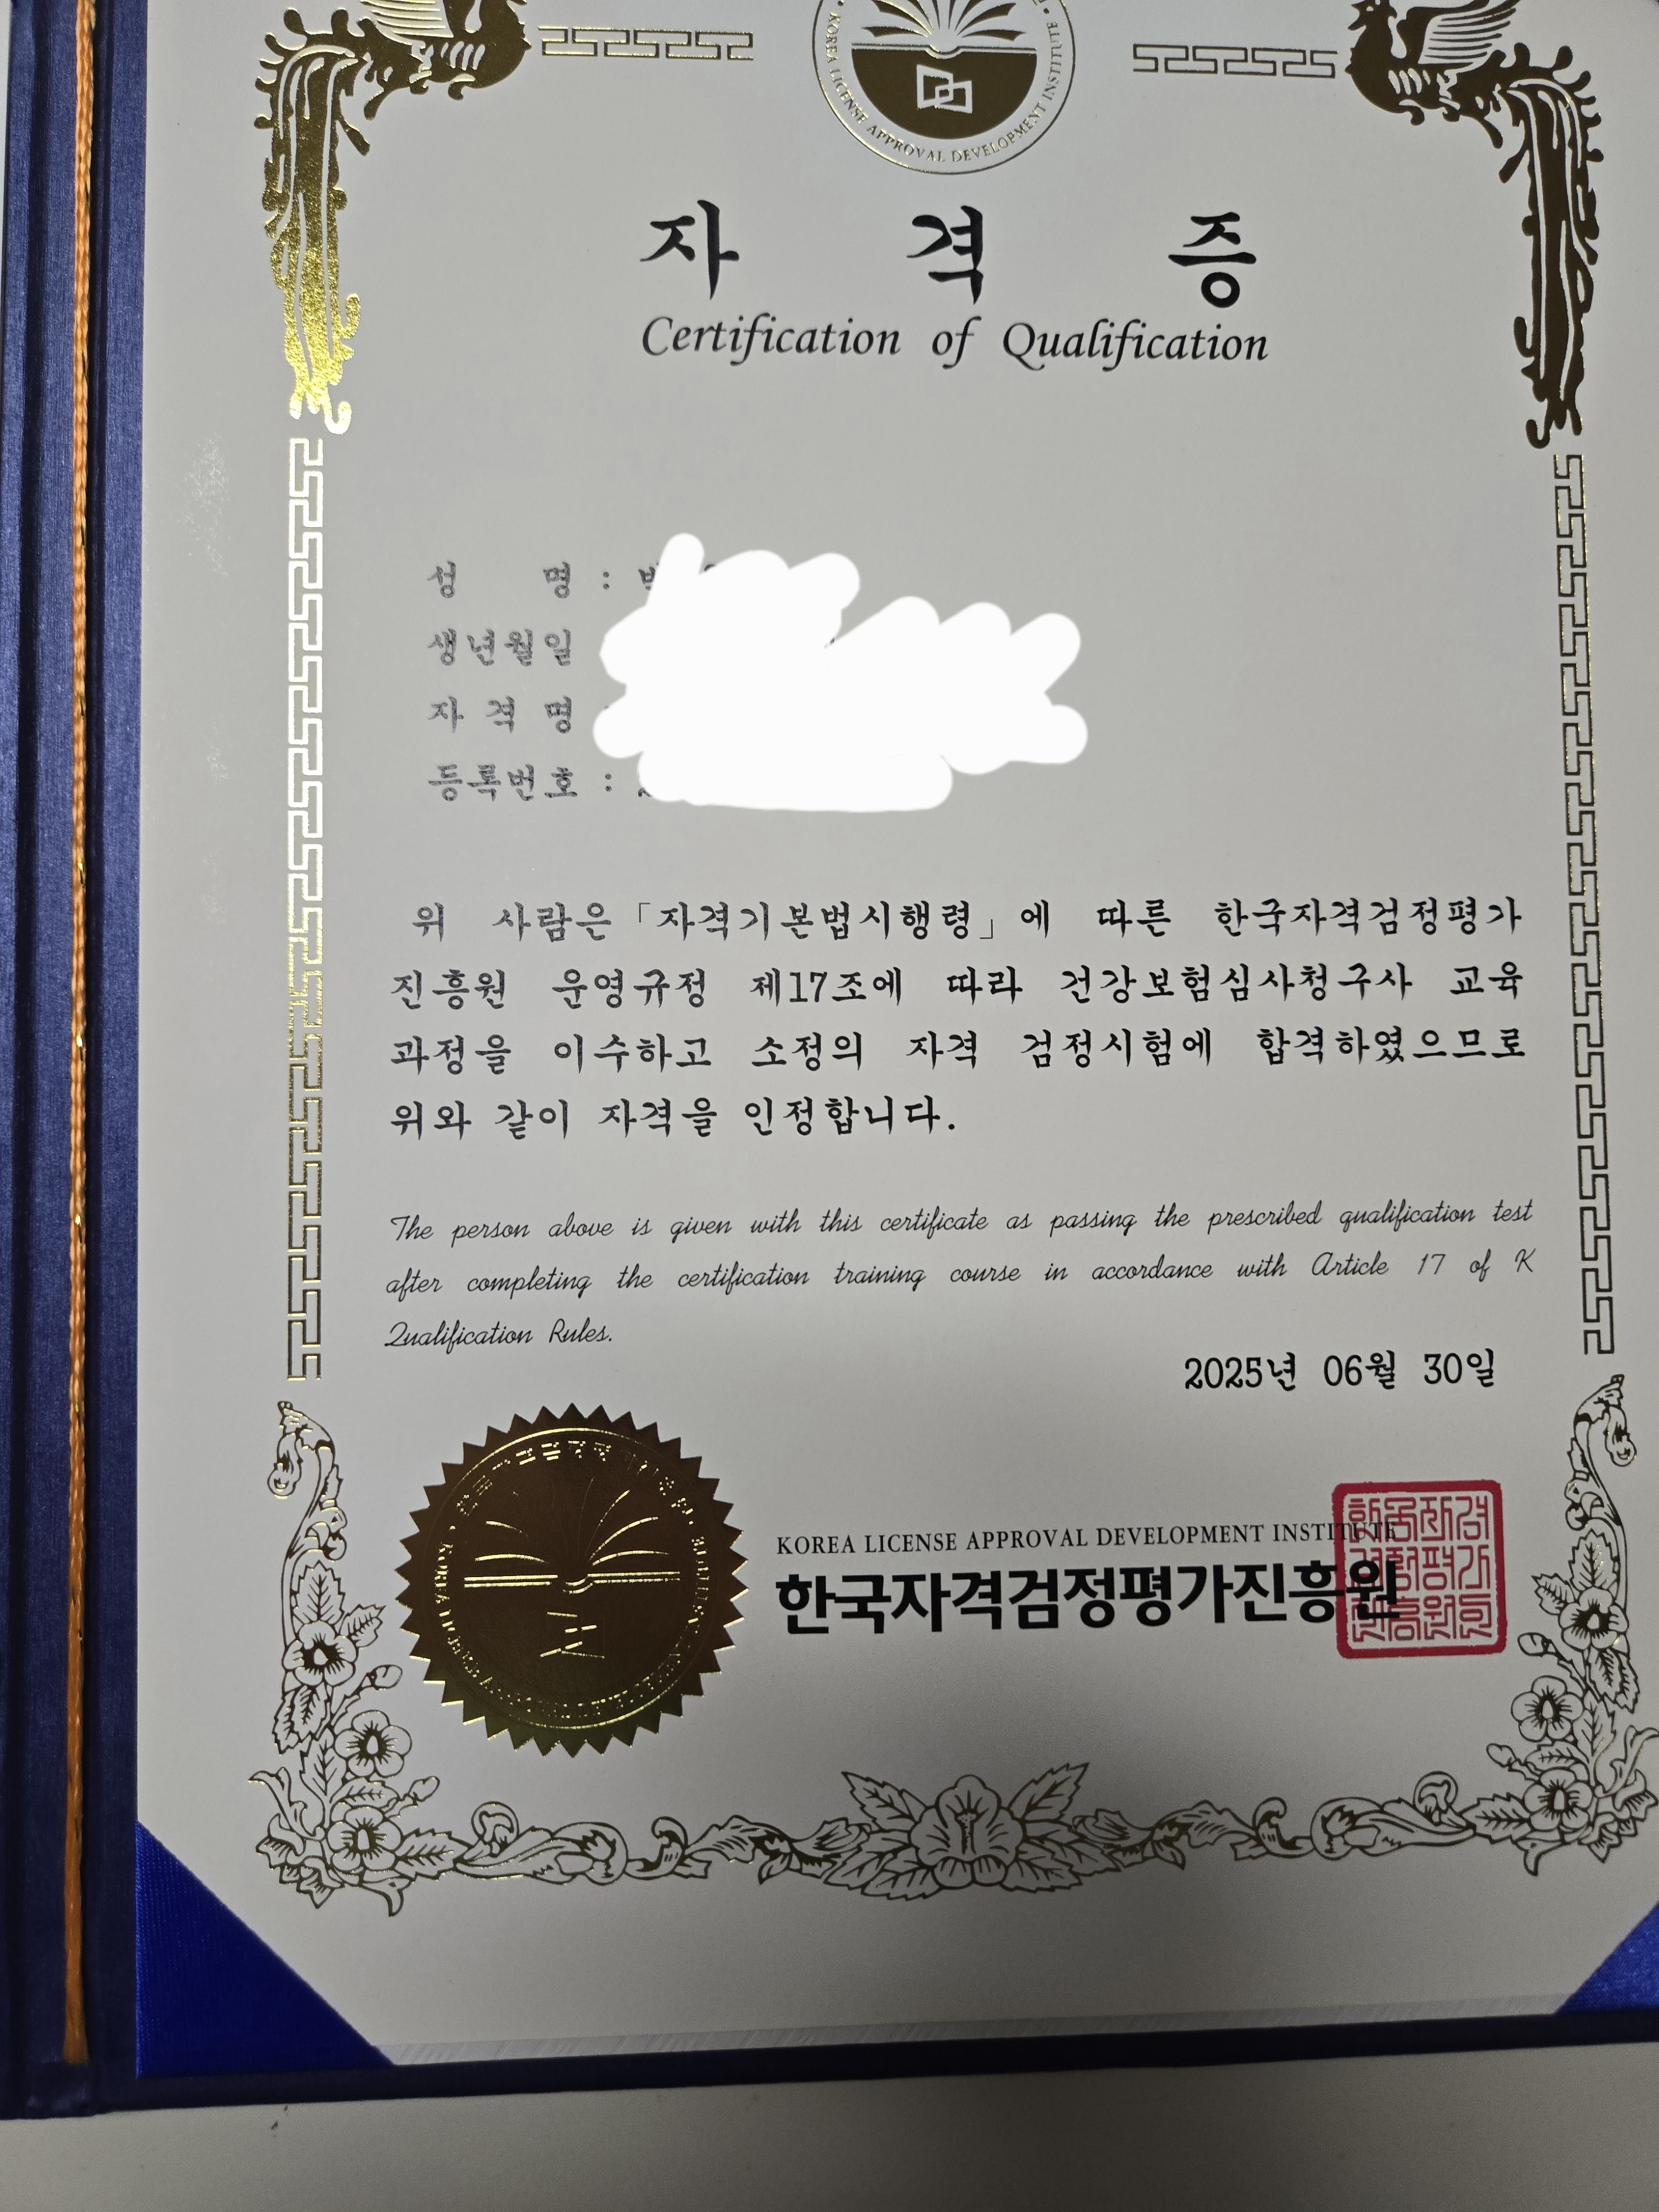 KOREA LICENSE APPROVAL DEVELOPMENT INSTITUTE
자 격 증
Certification of Qualification
성 명 :
생년월일
자 격 명
등록번호 :
위 사람은 「자격기본법시행령」에 따른 한국자격검정평가
진흥원 운영규정 제17조에 따라 건강보험심사청구사 교육
과정을 이수하고 소정의 자격 검정시험에 합격하였으므로
위와 같이 자격을 인정합니다.
The person above is given with this certificate as passing the prescribed qualification test
after completing the certification training course in accordance with Article 17 of K
Qualification Rules.
2025년 06월 30일
KOREA LICENSE APPROVAL DEVELOPMENT INSTITUTE
한국자격검정평가진흥원